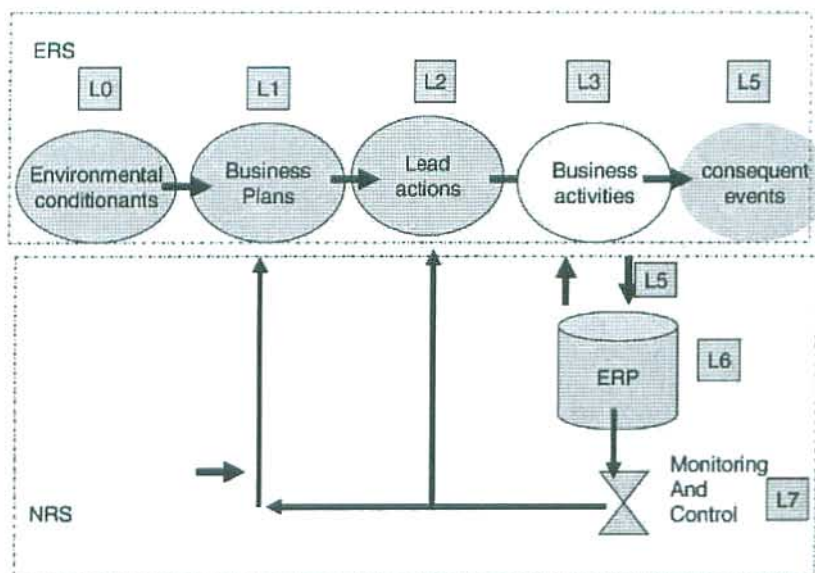 ERS
L0
L1
L2
L3
L5
Environmental
conditionants
Business
Plans
Lead
actions
Business
activities
consequent
events
L5
ERP
L6
Monitoring
And
Control
L7
NRS